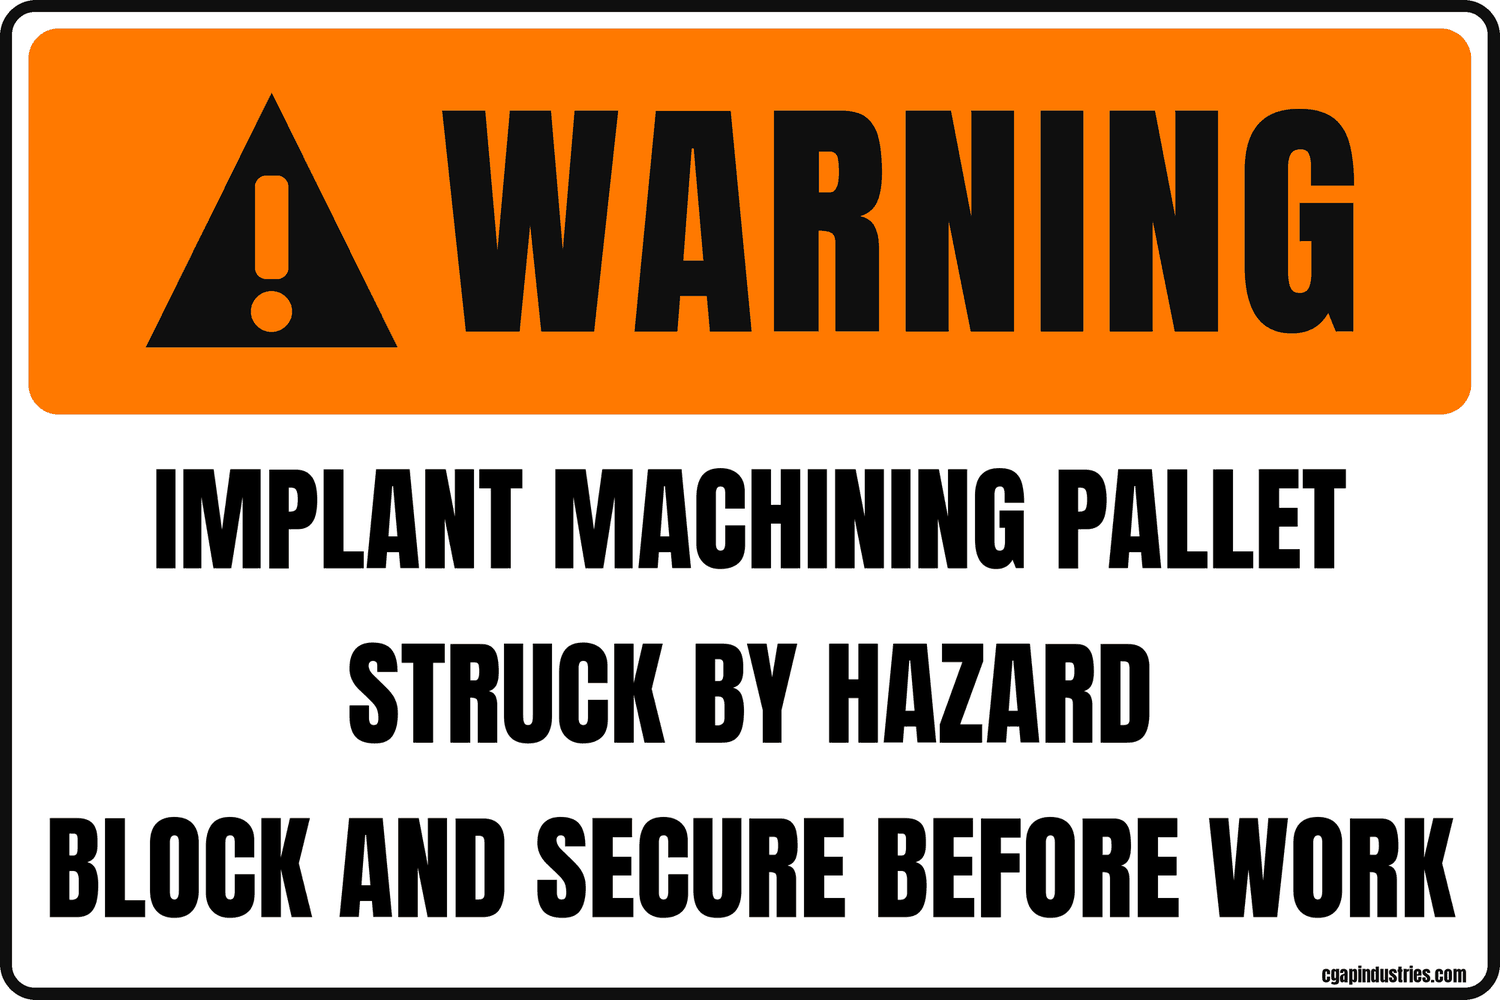 WARNING
IMPLANT MACHINING PALLET
STRUCK BY HAZARD
BLOCK AND SECURE BEFORE WORK
cgapindustries.com